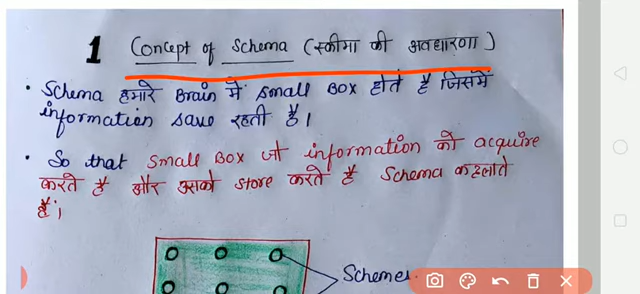 1 Concept of Schema (स्कीमा की अवधारणा)
• Schema हमारे Brain में small Box होते है जिसमें
information save रहती है।
• So that small Box जो information को acquire
करते है और उसको store करते है Schema कहलाते
है।
Schemes